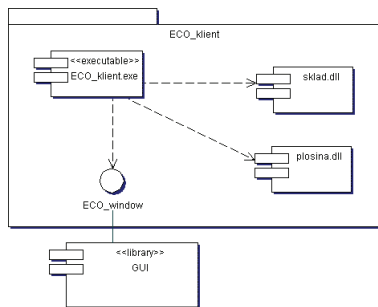 ECO_klient
<<executable>>
ECO_klient.exe
sklad.dll
plosina.dll
ECO_window
<<library>>
GUI